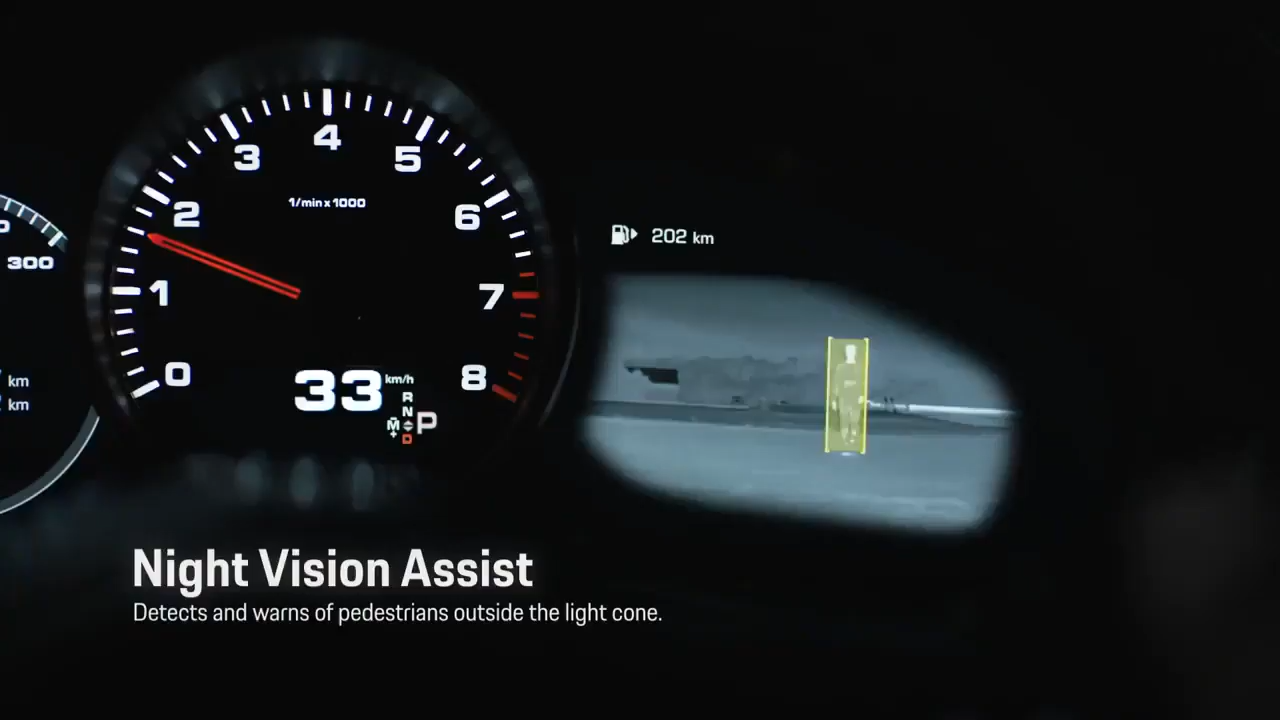 4
3
5
2
1/min x 1000
6
202 km
300
1
7
0
8
33 km/h
R
N
M
P
+
D
km
km
Night Vision Assist
Detects and warns of pedestrians outside the light cone.